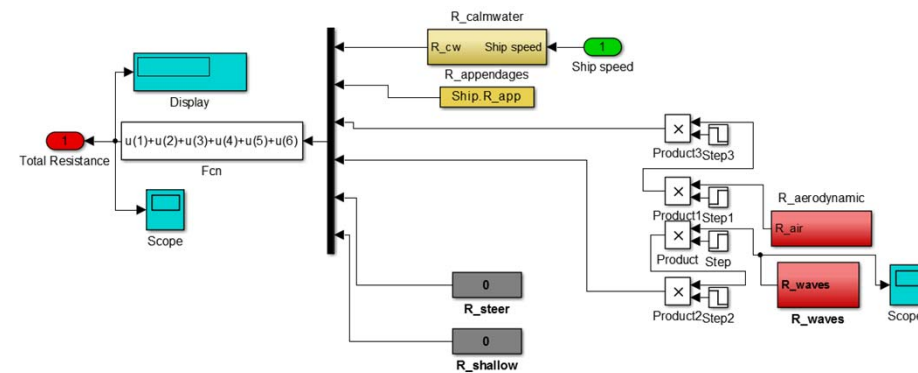 R_calmwater
R_cw Ship speed
1
Ship speed
R_appendages
Ship.R_app
Display
1
Total Resistance
u(1)+u(2)+u(3)+u(4)+u(5)+u(6)
Fcn
Scope
×
Product3
Step3
×
Product1
Step1
R_aerodynamic
R_air
×
Product
Step
×
Product2
Step2
R_waves
R_waves
Scope
0
R_steer
0
R_shallow